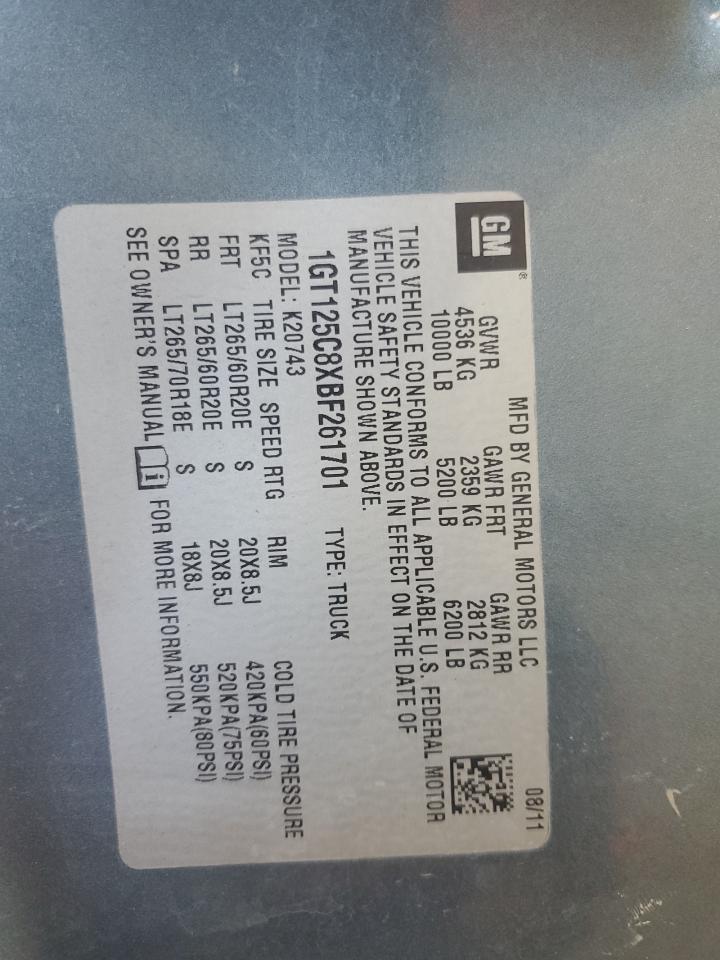 GM®
MFD BY GENERAL MOTORS LLC 08/11
GVWR GAWR FRT GAWR RR
4536 KG 2359 KG 2812 KG
10000 LB 5200 LB 6200 LB
THIS VEHICLE CONFORMS TO ALL APPLICABLE U.S. FEDERAL MOTOR
VEHICLE SAFETY STANDARDS IN EFFECT ON THE DATE OF
MANUFACTURE SHOWN ABOVE.
1GT125C8XBF261701 TYPE: TRUCK
MODEL: K20743
KF5C TIRE SIZE SPEED RTG RIM COLD TIRE PRESSURE
FRT LT265/60R20E S 20X8.5J 420KPA(60PSI)
RR LT265/60R20E S 20X8.5J 520KPA(75PSI)
SPA LT265/70R18E S 18X8J 550KPA(80PSI)
SEE OWNER'S MANUAL i FOR MORE INFORMATION.